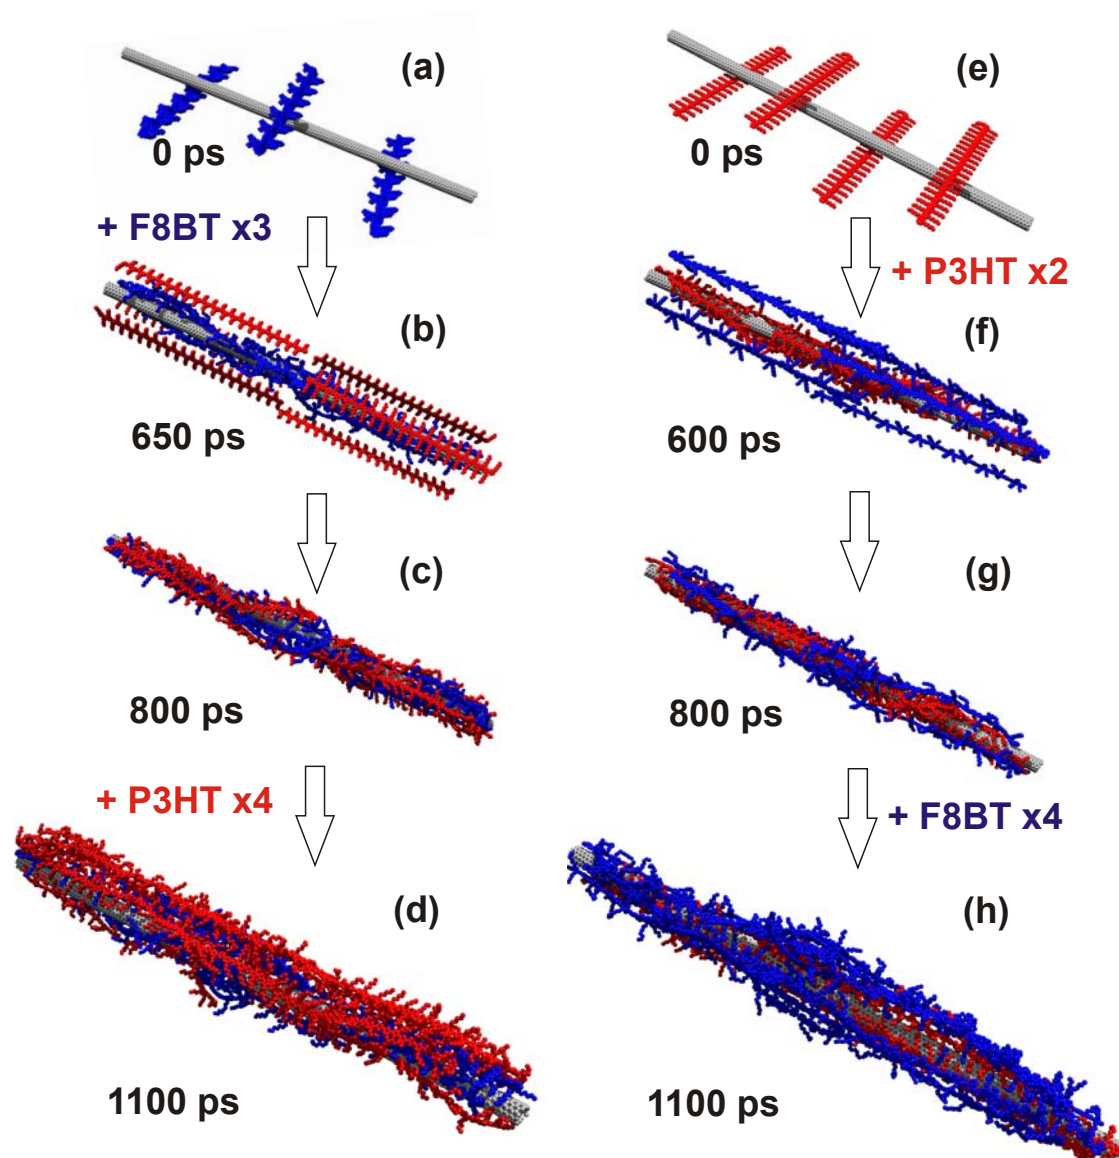 (a)
0 ps
+ F8BT x3
(b)
650 ps
(c)
800 ps
+ P3HT x4
(d)
1100 ps
(e)
0 ps
+ P3HT x2
(f)
600 ps
(g)
800 ps
+ F8BT x4
(h)
1100 ps